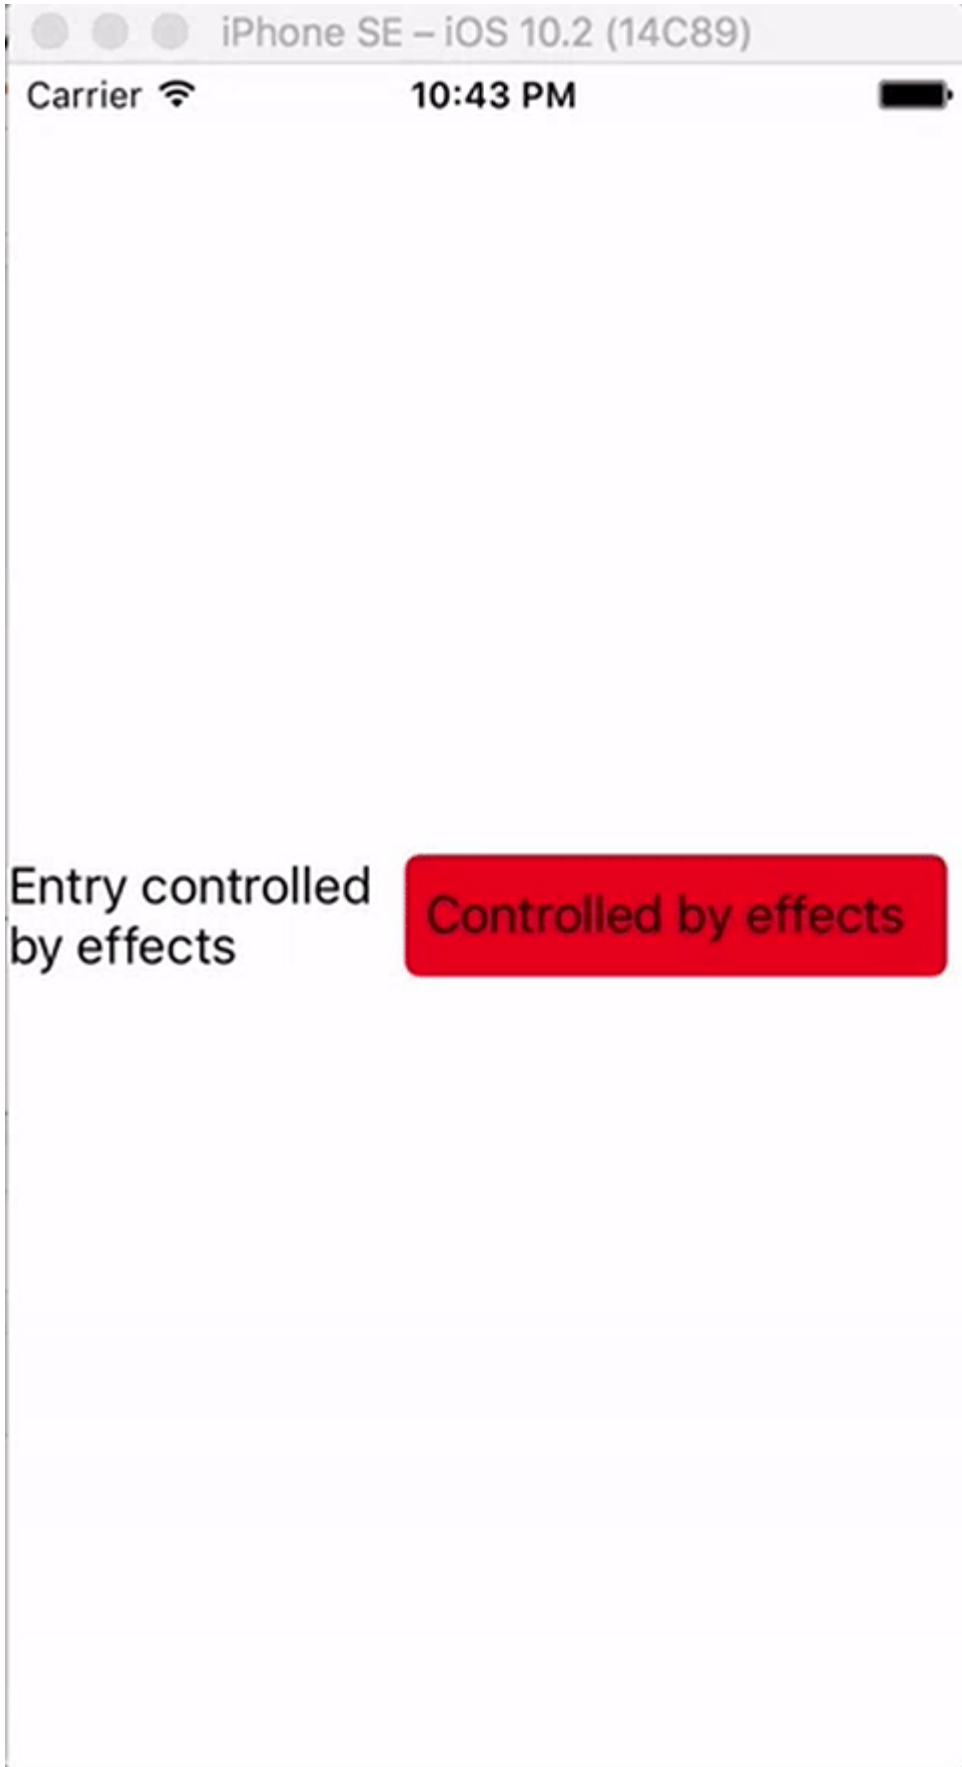 iPhone SE – iOS 10.2 (14C89)
Carrier 10:43 PM
Entry controlled
by effects
Controlled by effects